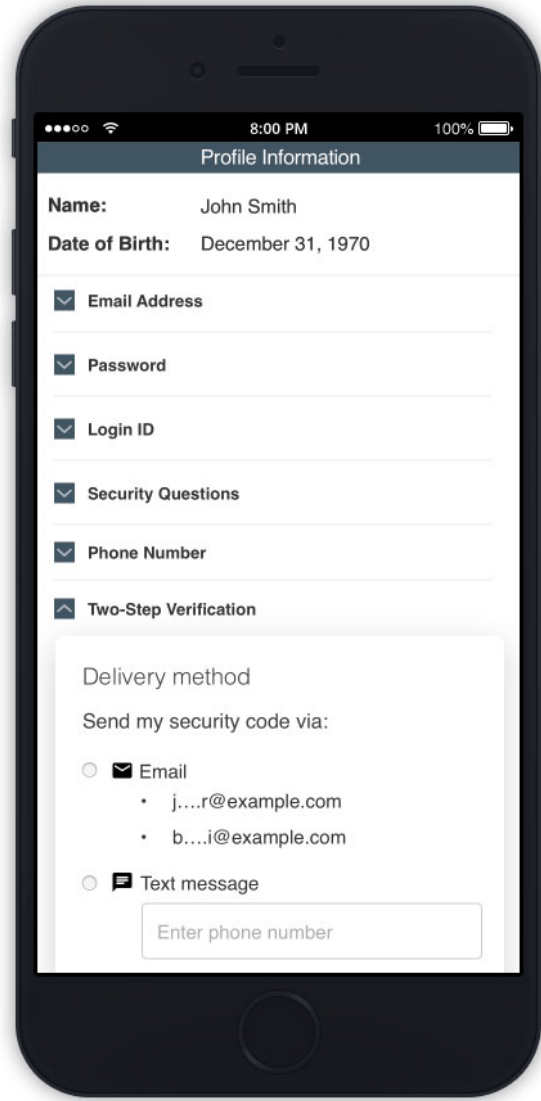 8:00 PM 100%
Profile Information
Name: John Smith
Date of Birth: December 31, 1970
Email Address
Password
Login ID
Security Questions
Phone Number
Two-Step Verification
Delivery method
Send my security code via:
Email
• j....r@example.com
• b....i@example.com
Text message
Enter phone number